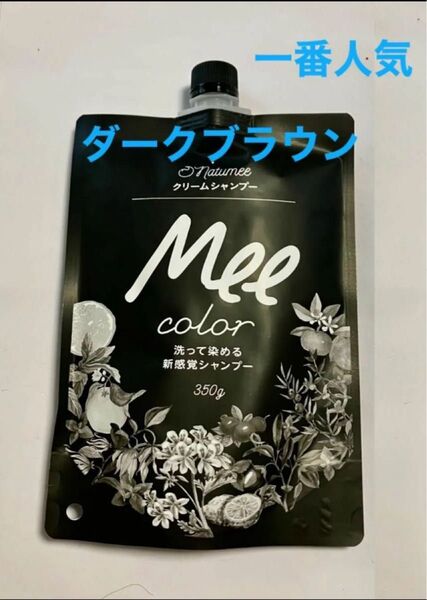 一番人気
ダークブラウン
Natumee
クリームシャンプー
Mee
color
洗って染める
新感覚シャンプー
350g